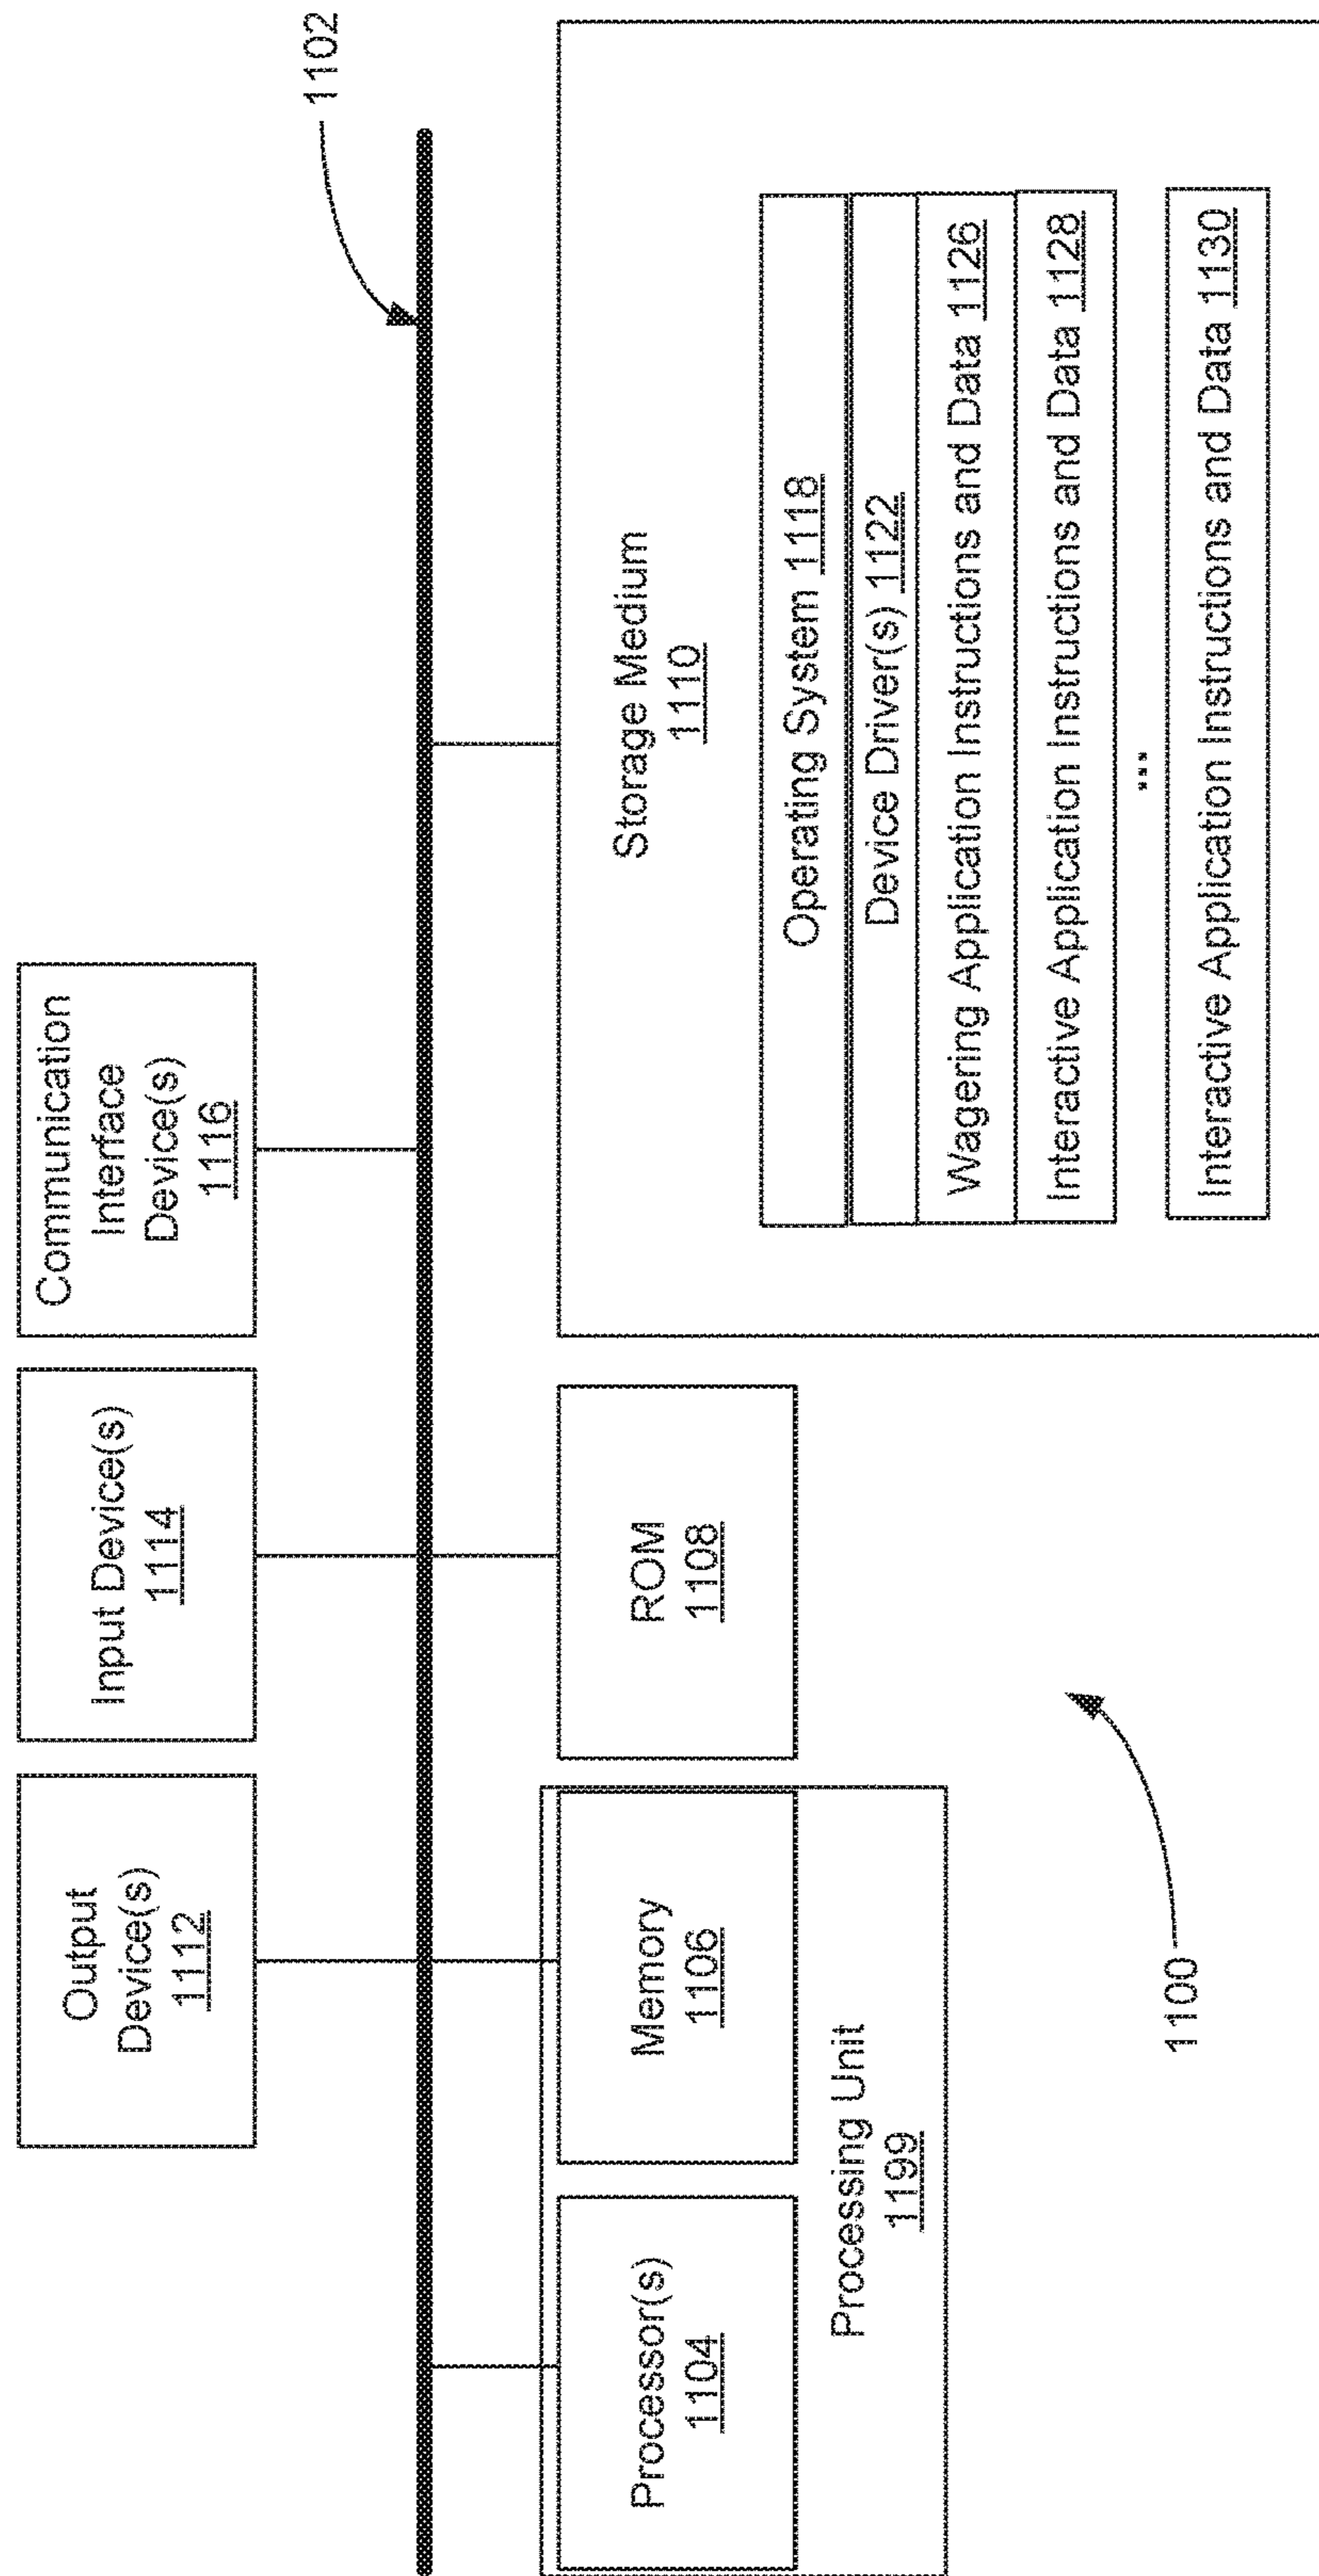 1102
Output
Device(s)
1112
Input Device(s)
1114
Communication
Interface
Device(s)
1116
Processor(s)
1104
Memory
1106
Processing Unit
1199
ROM
1108
Storage Medium
1110
Operating System 1118
Device Driver(s) 1122
Wagering Application Instructions and Data 1126
Interactive Application Instructions and Data 1128
...
Interactive Application Instructions and Data 1130
1100